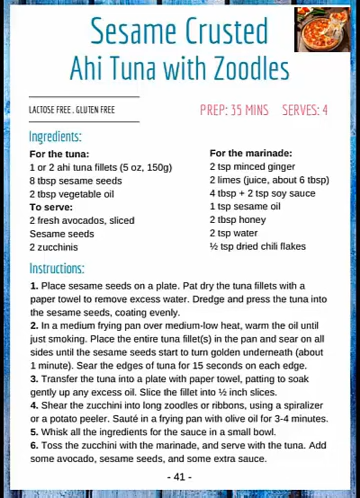 Sesame Crusted
Ahi Tuna with Zoodles
LACTOSE FREE . GLUTEN FREE
PREP: 35 MINS SERVES: 4
Ingredients:
For the tuna:
1 or 2 ahi tuna fillets (5 oz, 150g)
8 tbsp sesame seeds
2 tbsp vegetable oil
To serve:
2 fresh avocados, sliced
Sesame seeds
2 zucchinis
For the marinade:
2 tsp minced ginger
2 limes (juice, about 6 tbsp)
4 tbsp + 2 tsp soy sauce
1 tsp sesame oil
2 tbsp honey
2 tsp water
½ tsp dried chili flakes
Instructions:
1. Place sesame seeds on a plate. Pat dry the tuna fillets with a
paper towel to remove excess water. Dredge and press the tuna into
the sesame seeds, coating evenly.
2. In a medium frying pan over medium-low heat, warm the oil until
just smoking. Place the entire tuna fillet(s) in the pan and sear on all
sides until the sesame seeds start to turn golden underneath (about
1 minute). Sear the edges of tuna for 15 seconds on each edge.
3. Transfer the tuna into a plate with paper towel, patting to soak
gently up any excess oil. Slice the fillet into ½ inch slices.
4. Shear the zucchini into long zoodles or ribbons, using a spiralizer
or a potato peeler. Sauté in a frying pan with olive oil for 3-4 minutes.
5. Whisk all the ingredients for the sauce in a small bowl.
6. Toss the zucchini with the marinade, and serve with the tuna. Add
some avocado, sesame seeds, and some extra sauce.
- 41 -